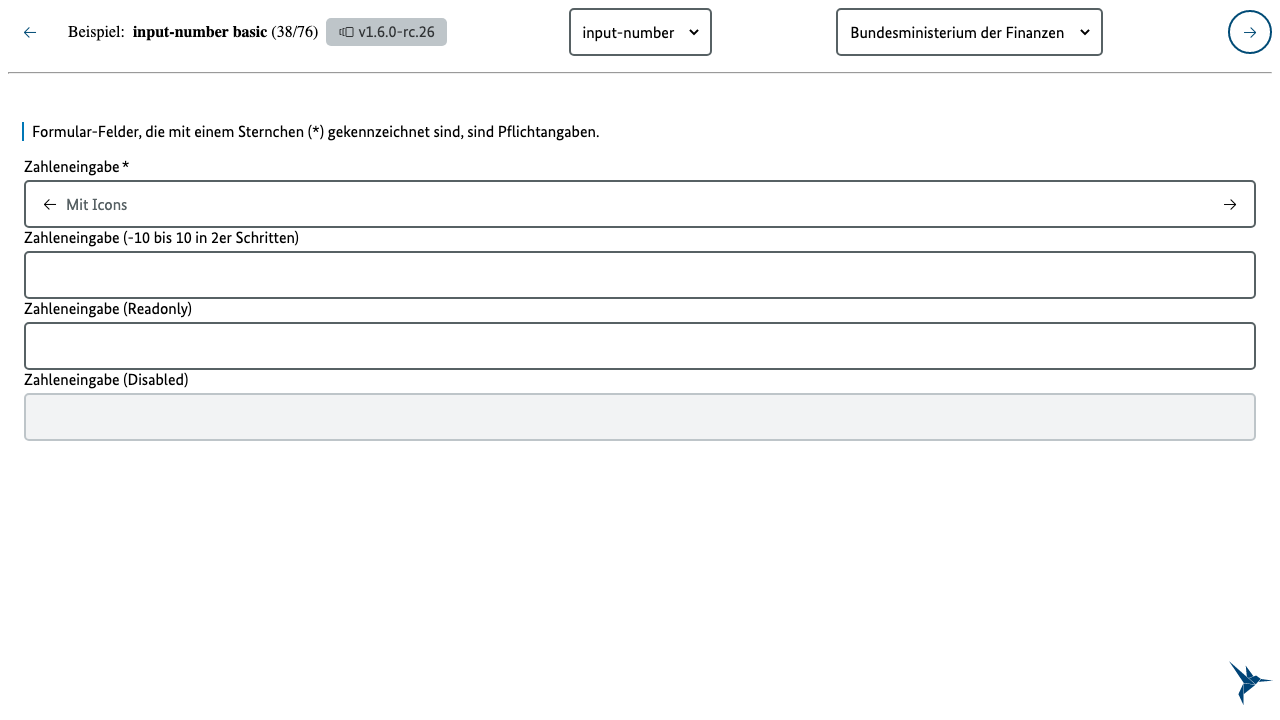 Beispiel: input-number basic (38/76) v1.6.0-rc.26 input-number Bundesministerium der Finanzen
Formular-Felder, die mit einem Sternchen (*) gekennzeichnet sind, sind Pflichtangaben.
Zahleneingabe*
Mit Icons
Zahleneingabe (-10 bis 10 in 2er Schritten)
Zahleneingabe (Readonly)
Zahleneingabe (Disabled)